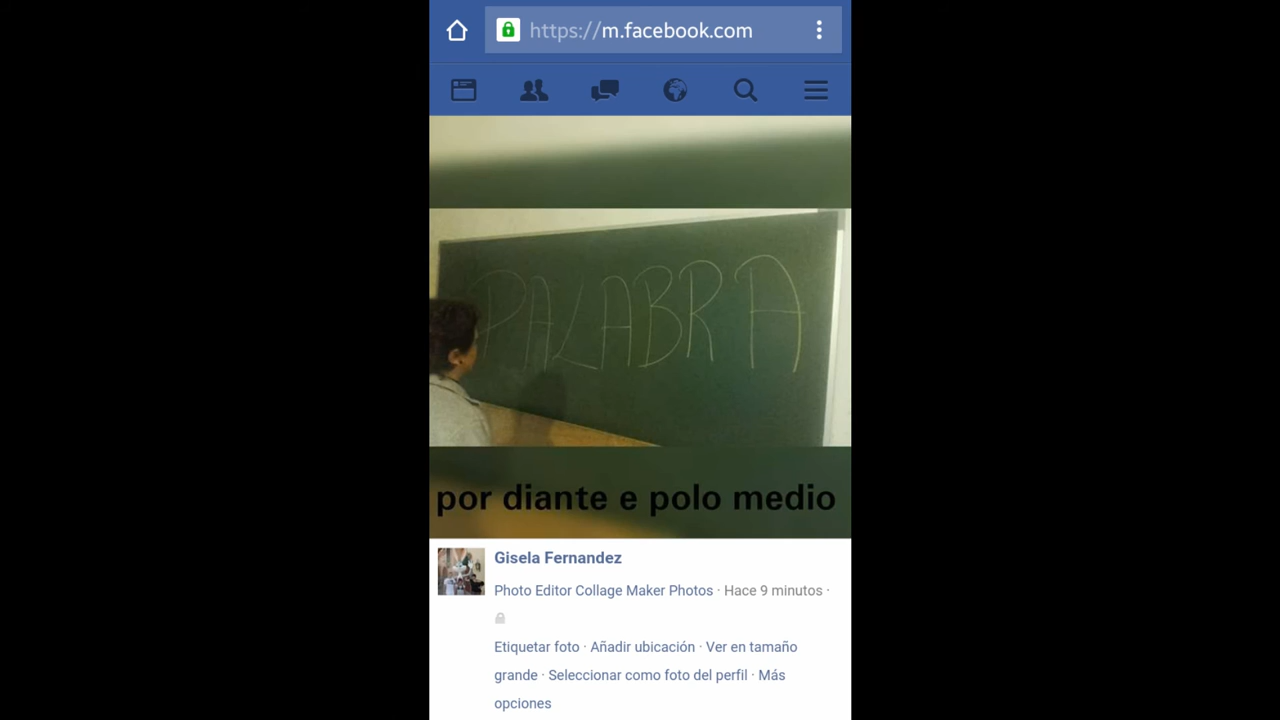 https://m.facebook.com
PALABRA
por diante e polo medio
Gisela Fernandez
Photo Editor Collage Maker Photos · Hace 9 minutos ·
Etiquetar foto · Añadir ubicación · Ver en tamaño
grande · Seleccionar como foto del perfil · Más
opciones